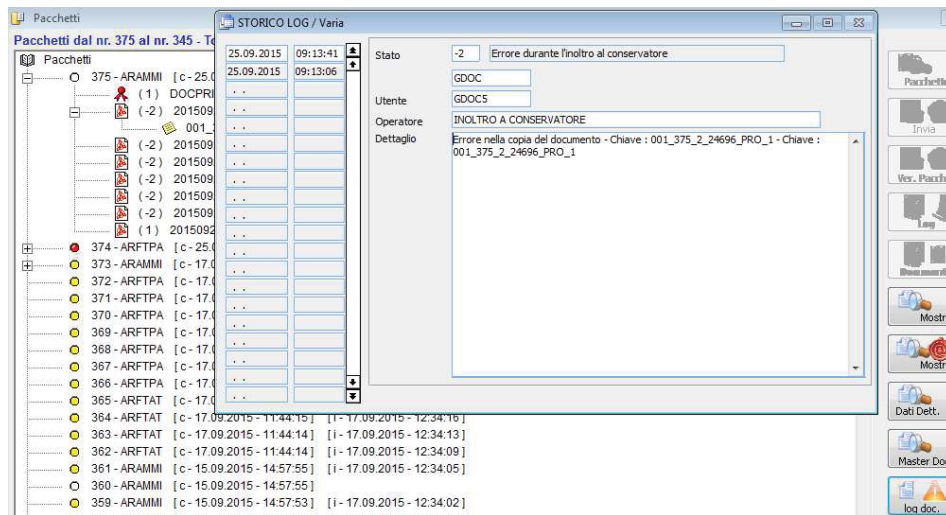 Pacchetti
Pacchetti dal nr. 375 al nr. 345 - To
Pacchetti
375 - ARAMMI [ c - 25.0
( 1 ) DOCPRI
( -2 ) 201509
001_
( -2 ) 201509
( -2 ) 201509
( -2 ) 201509
( -2 ) 201509
( -2 ) 201509
( 1 ) 2015092
374 - ARFTPA [ c - 25.0
373 - ARAMMI [ c - 17.0
372 - ARFTPA [ c - 17.0
371 - ARFTPA [ c - 17.0
370 - ARFTPA [ c - 17.0
369 - ARFTPA [ c - 17.0
368 - ARFTPA [ c - 17.0
367 - ARFTPA [ c - 17.0
366 - ARFTPA [ c - 17.0
365 - ARFTAT [ c - 17.0
364 - ARFTAT [ c - 17.09.2015 - 11:44:15 ] [ i - 17.09.2015 - 12:34:16 ]
363 - ARFTAT [ c - 17.09.2015 - 11:44:14 ] [ i - 17.09.2015 - 12:34:13 ]
362 - ARFTAT [ c - 17.09.2015 - 11:44:14 ] [ i - 17.09.2015 - 12:34:09 ]
361 - ARAMMI [ c - 15.09.2015 - 14:57:55 ] [ i - 17.09.2015 - 12:34:05 ]
360 - ARAMMI [ c - 15.09.2015 - 14:57:55 ]
359 - ARAMMI [ c - 15.09.2015 - 14:57:53 ] [ i - 17.09.2015 - 12:34:02 ]
STORICO LOG / Varia
25.09.2015 09:13:41
25.09.2015 09:13:06
Stato -2 Errore durante l'inoltro al conservatore
GDOC
Utente GDOC5
Operatore INOLTRO A CONSERVATORE
Dettaglio Errore nella copia del documento - Chiave : 001_375_2_24696_PRO_1 - Chiave :
001_375_2_24696_PRO_1
Pacchette
Invia
Ver. Pacch
Log
Document
Mostr
Mostr
Dati Dett.
Master Do
log doc.